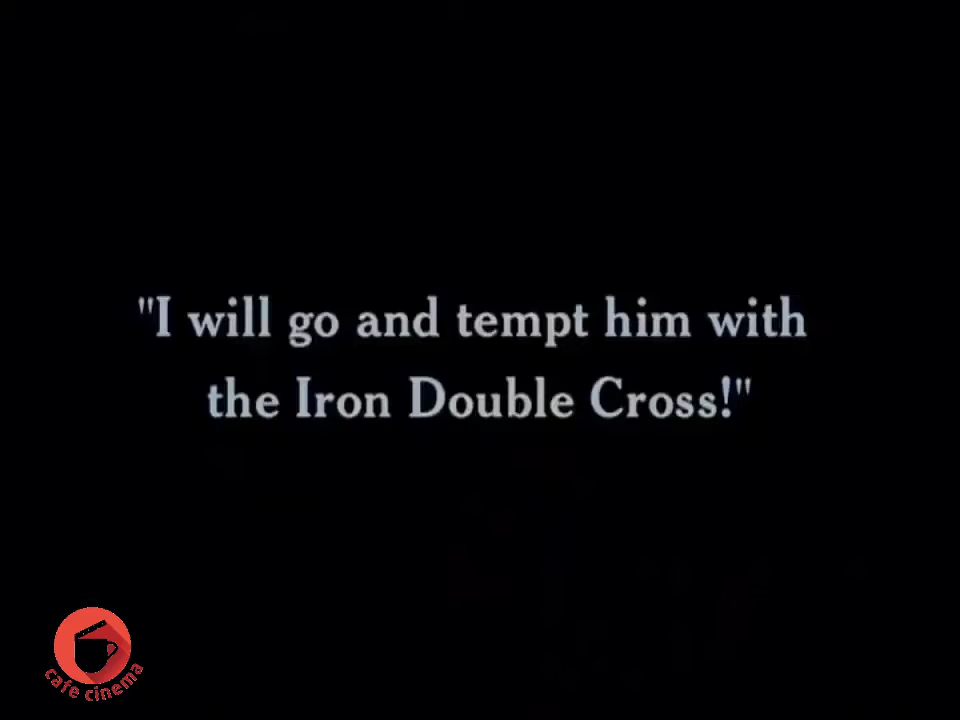 "I will go and tempt him with
the Iron Double Cross!"
cafe cinema